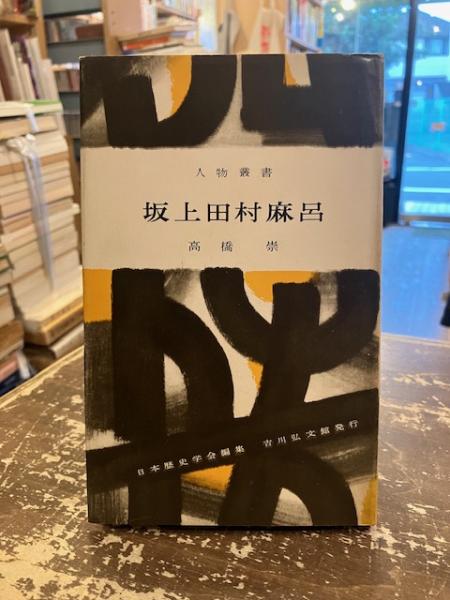 人物叢書
坂上田村麻呂
高橋崇
日本歴史学会編集 吉川弘文館発行